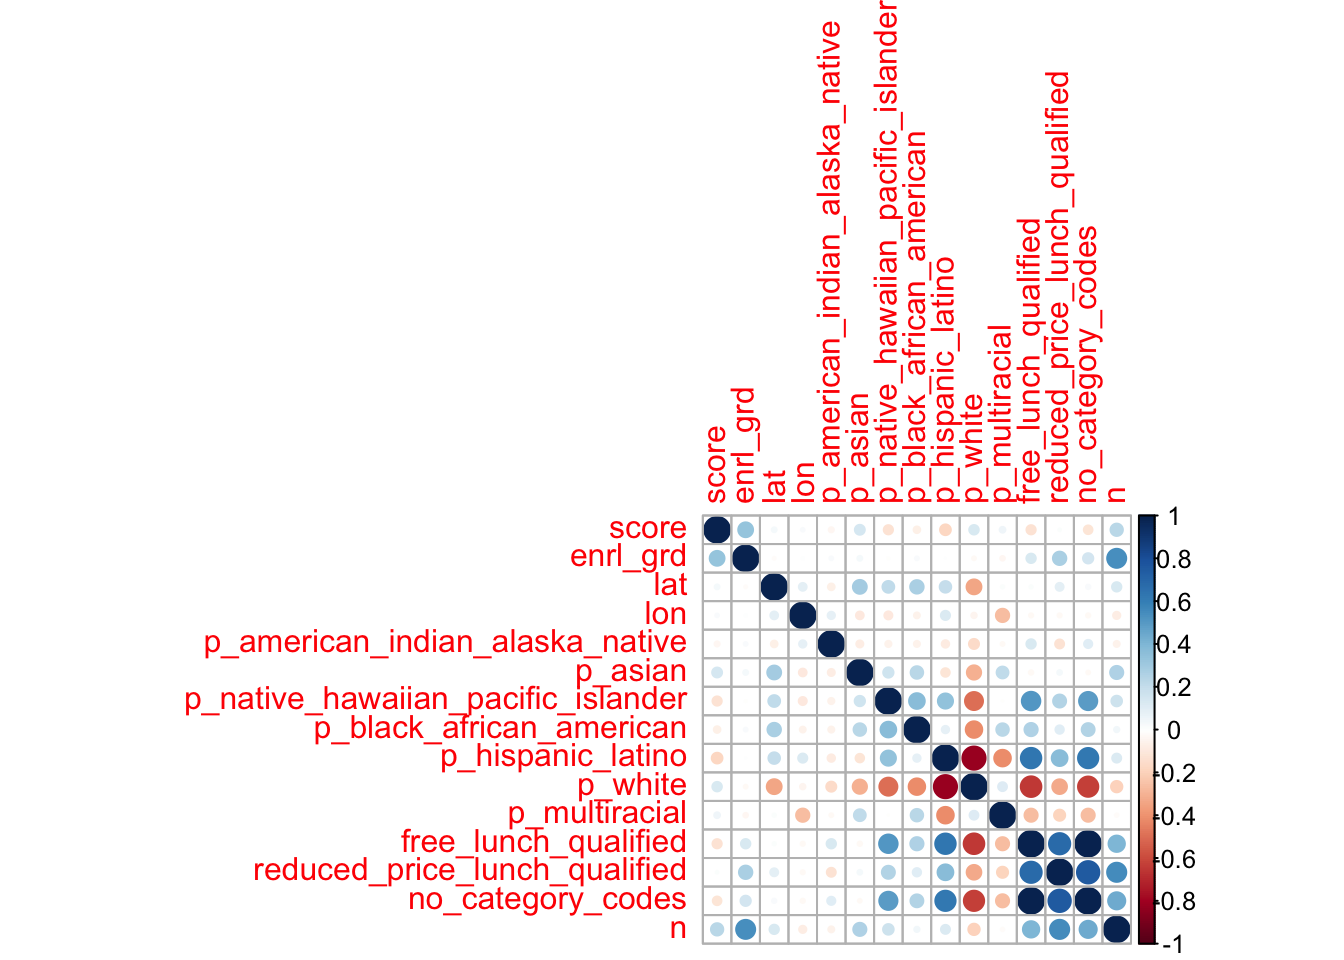 score
enrl_grd
lat
lon
p_american_indian_alaska_native
p_asian
p_native_hawaiian_pacific_islander
p_black_african_american
p_hispanic_latino
p_white
p_multiracial
free_lunch_qualified
reduced_price_lunch_qualified
no_category_codes
n
score
enrl_grd
lat
lon
p_american_indian_alaska_native
p_asian
p_native_hawaiian_pacific_islander
p_black_african_american
p_hispanic_latino
p_white
p_multiracial
free_lunch_qualified
reduced_price_lunch_qualified
no_category_codes
n
1
0.8
0.6
0.4
0.2
0
-0.2
-0.4
-0.6
-0.8
-1